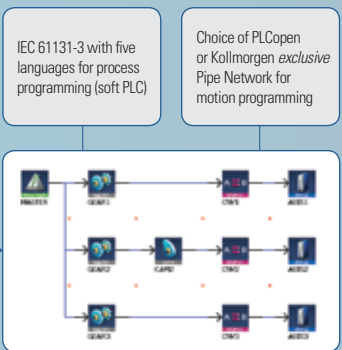 IEC 61131-3 with five
languages for process
programming (soft PLC)
Choice of PLCopen
or Kollmorgen exclusive
Pipe Network for
motion programming
MASTER
GEAR1
GEAR2
GEAR3
CAM2